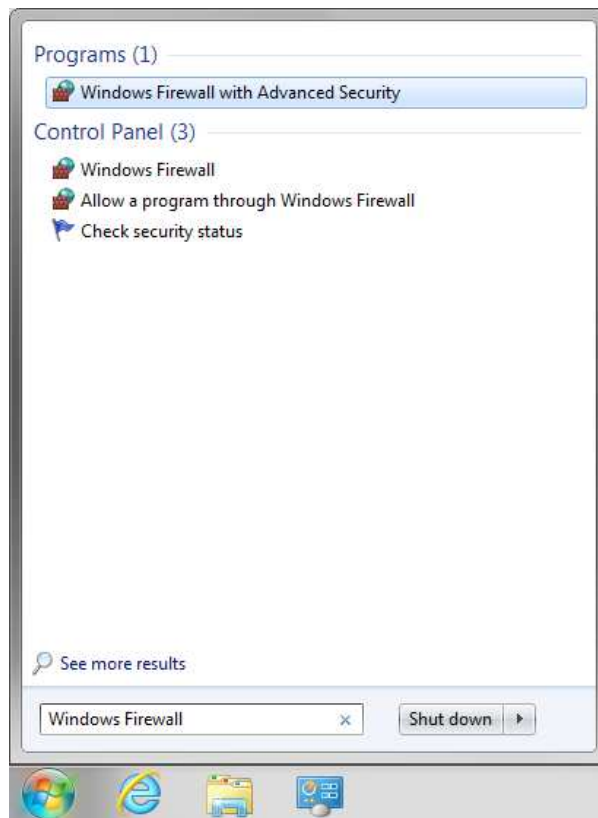 Programs (1)
Windows Firewall with Advanced Security
Control Panel (3)
Windows Firewall
Allow a program through Windows Firewall
Check security status
See more results
Windows Firewall
Shut down